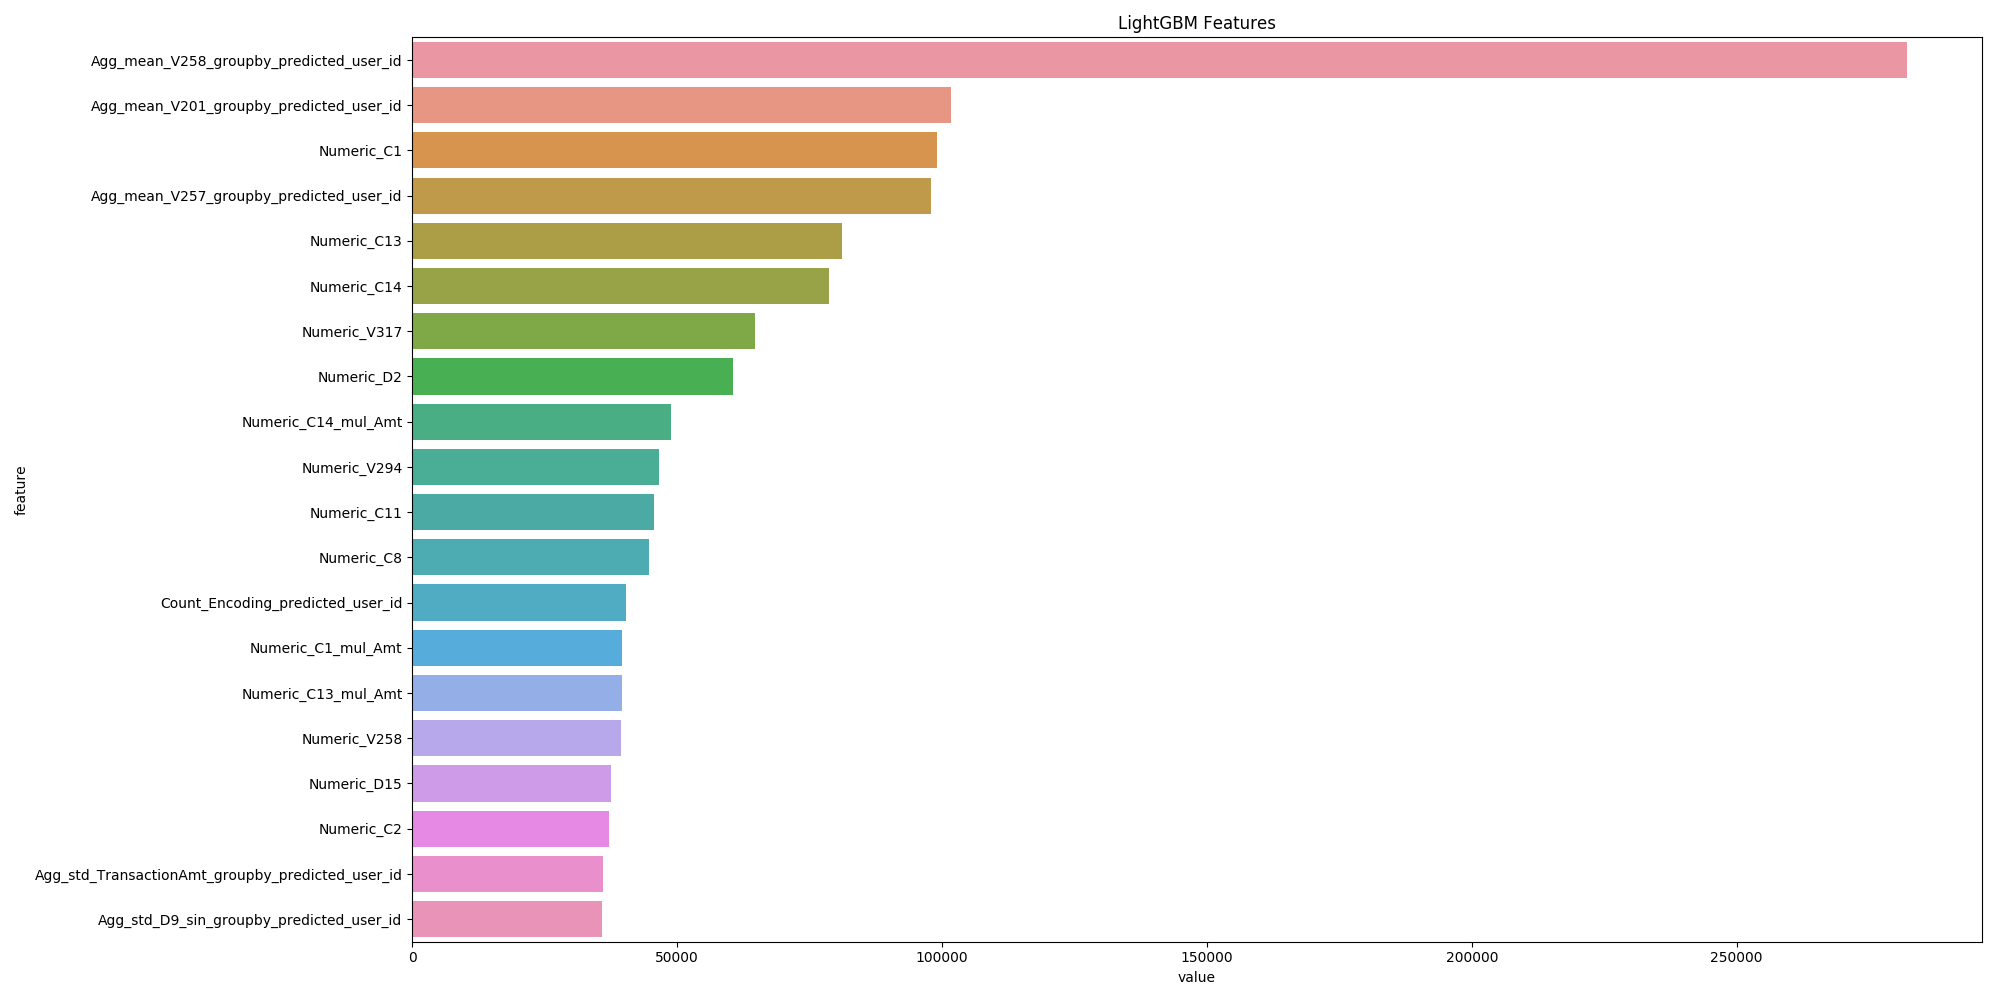 LightGBM Features
Agg_mean_V258_groupby_predicted_user_id
Agg_mean_V201_groupby_predicted_user_id
Numeric_C1
Agg_mean_V257_groupby_predicted_user_id
Numeric_C13
Numeric_C14
Numeric_V317
Numeric_D2
Numeric_C14_mul_Amt
Numeric_V294
Numeric_C11
Numeric_C8
Count_Encoding_predicted_user_id
Numeric_C1_mul_Amt
Numeric_C13_mul_Amt
Numeric_V258
Numeric_D15
Numeric_C2
Agg_std_TransactionAmt_groupby_predicted_user_id
Agg_std_D9_sin_groupby_predicted_user_id
feature
0 50000 100000 150000 200000 250000
value